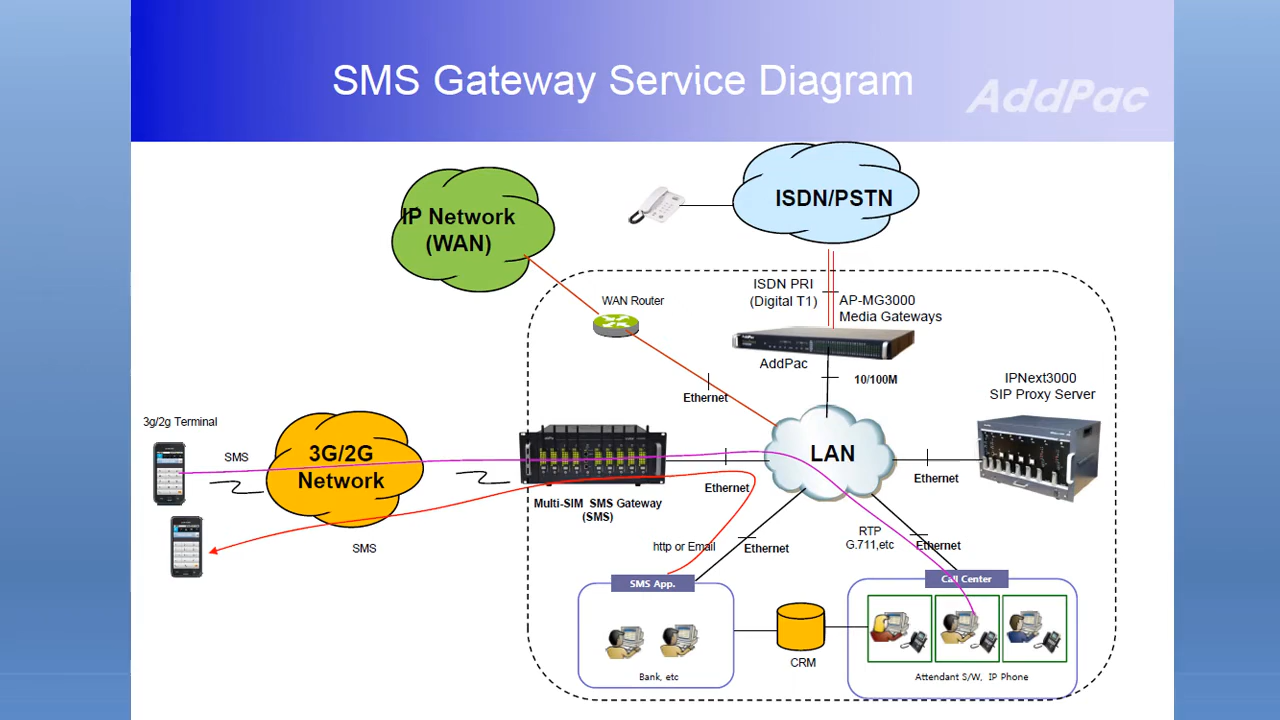 SMS Gateway Service Diagram
AddPac
IP Network
(WAN)
ISDN/PSTN
ISDN PRI
(Digital T1)
AP-MG3000
Media Gateways
WAN Router
AddPac
10/100M
IPNext3000
SIP Proxy Server
Ethernet
3g/2g Terminal
SMS
3G/2G
Network
LAN
Ethernet
Ethernet
Multi-SIM SMS Gateway
(SMS)
SMS
http or Email
Ethernet
RTP
G.711,etc
Ethernet
SMS App.
Call Center
CRM
Bank, etc
Attendant S/W, IP Phone